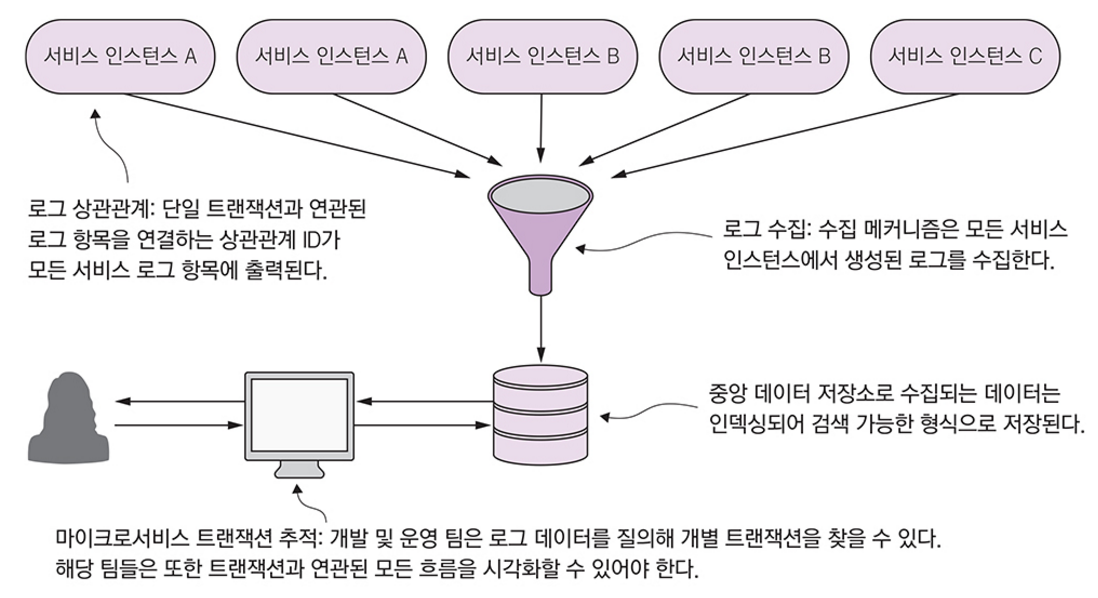 서비스 인스턴스 A
서비스 인스턴스 A
서비스 인스턴스 B
서비스 인스턴스 B
서비스 인스턴스 C
로그 상관관계: 단일 트랜잭션과 연관된
로그 항목을 연결하는 상관관계 ID가
모든 서비스 로그 항목에 출력된다.
로그 수집: 수집 메커니즘은 모든 서비스
인스턴스에서 생성된 로그를 수집한다.
중앙 데이터 저장소로 수집되는 데이터는
인덱싱되어 검색 가능한 형식으로 저장된다.
마이크로서비스 트랜잭션 추적: 개발 및 운영 팀은 로그 데이터를 질의해 개별 트랜잭션을 찾을 수 있다.
해당 팀들은 또한 트랜잭션과 연관된 모든 흐름을 시각화할 수 있어야 한다.